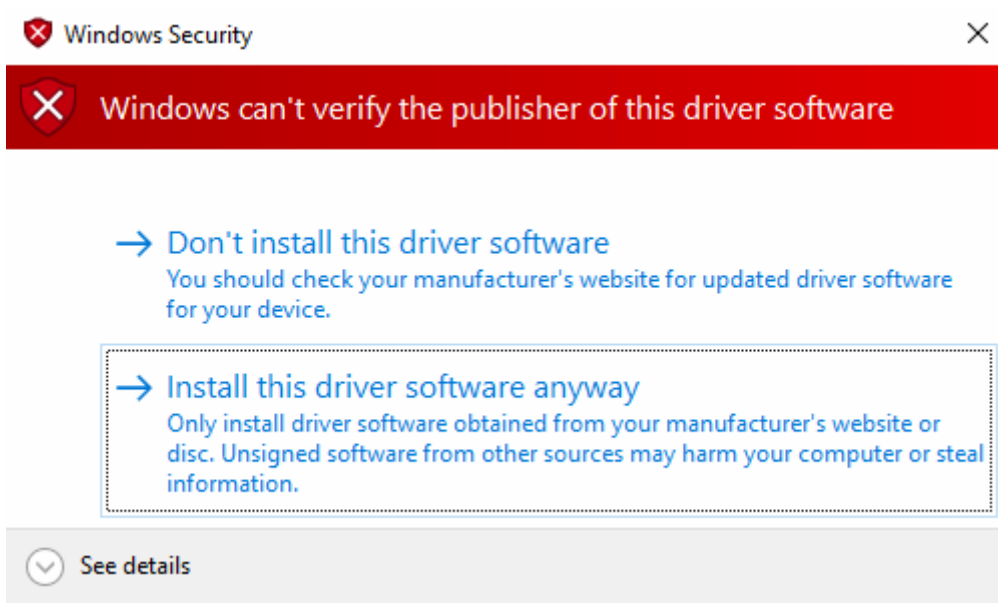 Windows Security
Windows can't verify the publisher of this driver software
Don't install this driver software
You should check your manufacturer's website for updated driver software
for your device.
Install this driver software anyway
Only install driver software obtained from your manufacturer's website or
disc. Unsigned software from other sources may harm your computer or steal
information.
See details